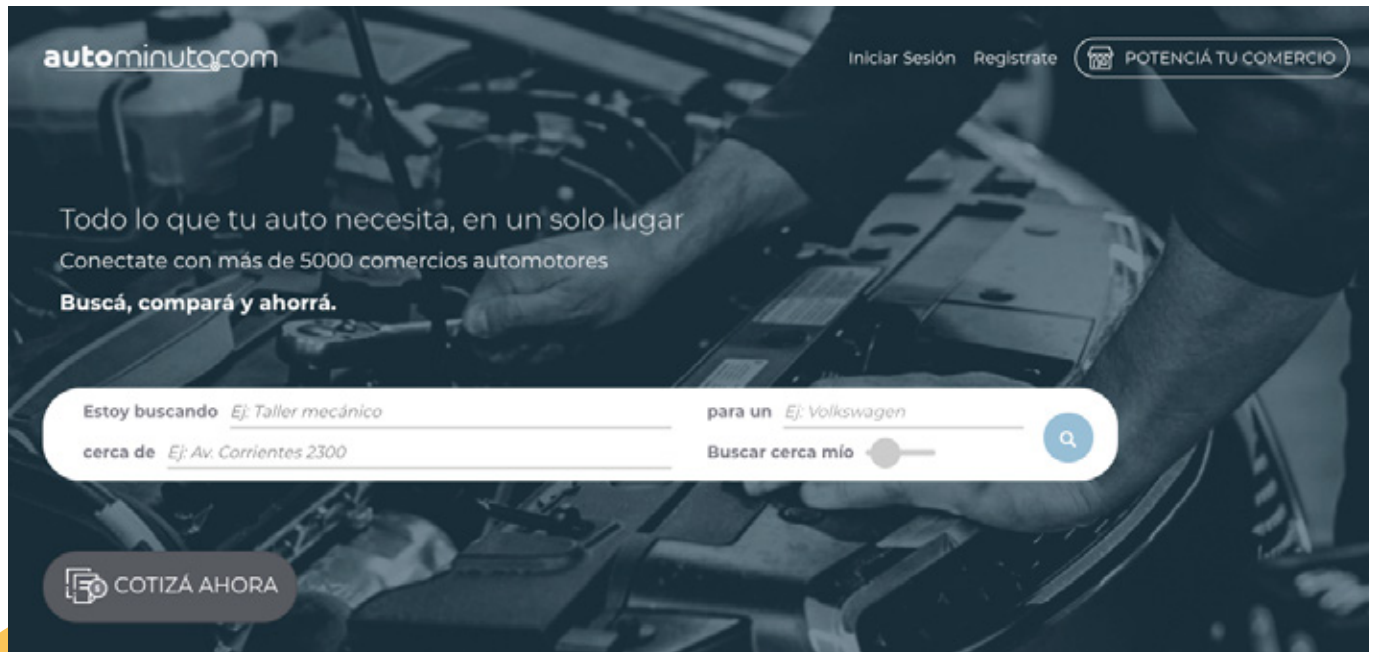 autominuto.com
Iniciar Sesión Registrate POTENCIÁ TU COMERCIO
Todo lo que tu auto necesita, en un solo lugar
Conectate con más de 5000 comercios automotores
Buscá, compará y ahorrá.
Estoy buscando Ej: Taller mecánico para un Ej: Volkswagen
cerca de Ej: Av. Corrientes 2300 Buscar cerca mío
COTIZÁ AHORA